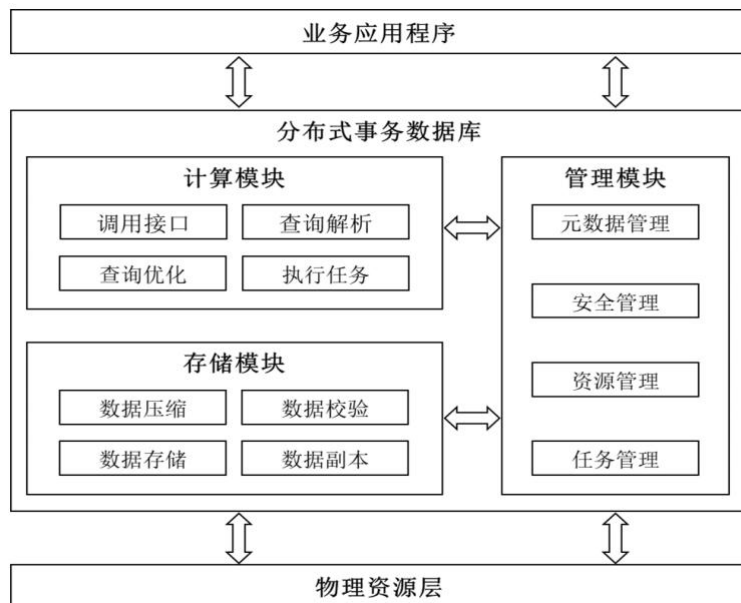 业务应用程序
分布式事务数据库
计算模块
调用接口
查询解析
查询优化
执行任务
存储模块
数据压缩
数据校验
数据存储
数据副本
管理模块
元数据管理
安全管理
资源管理
任务管理
物理资源层